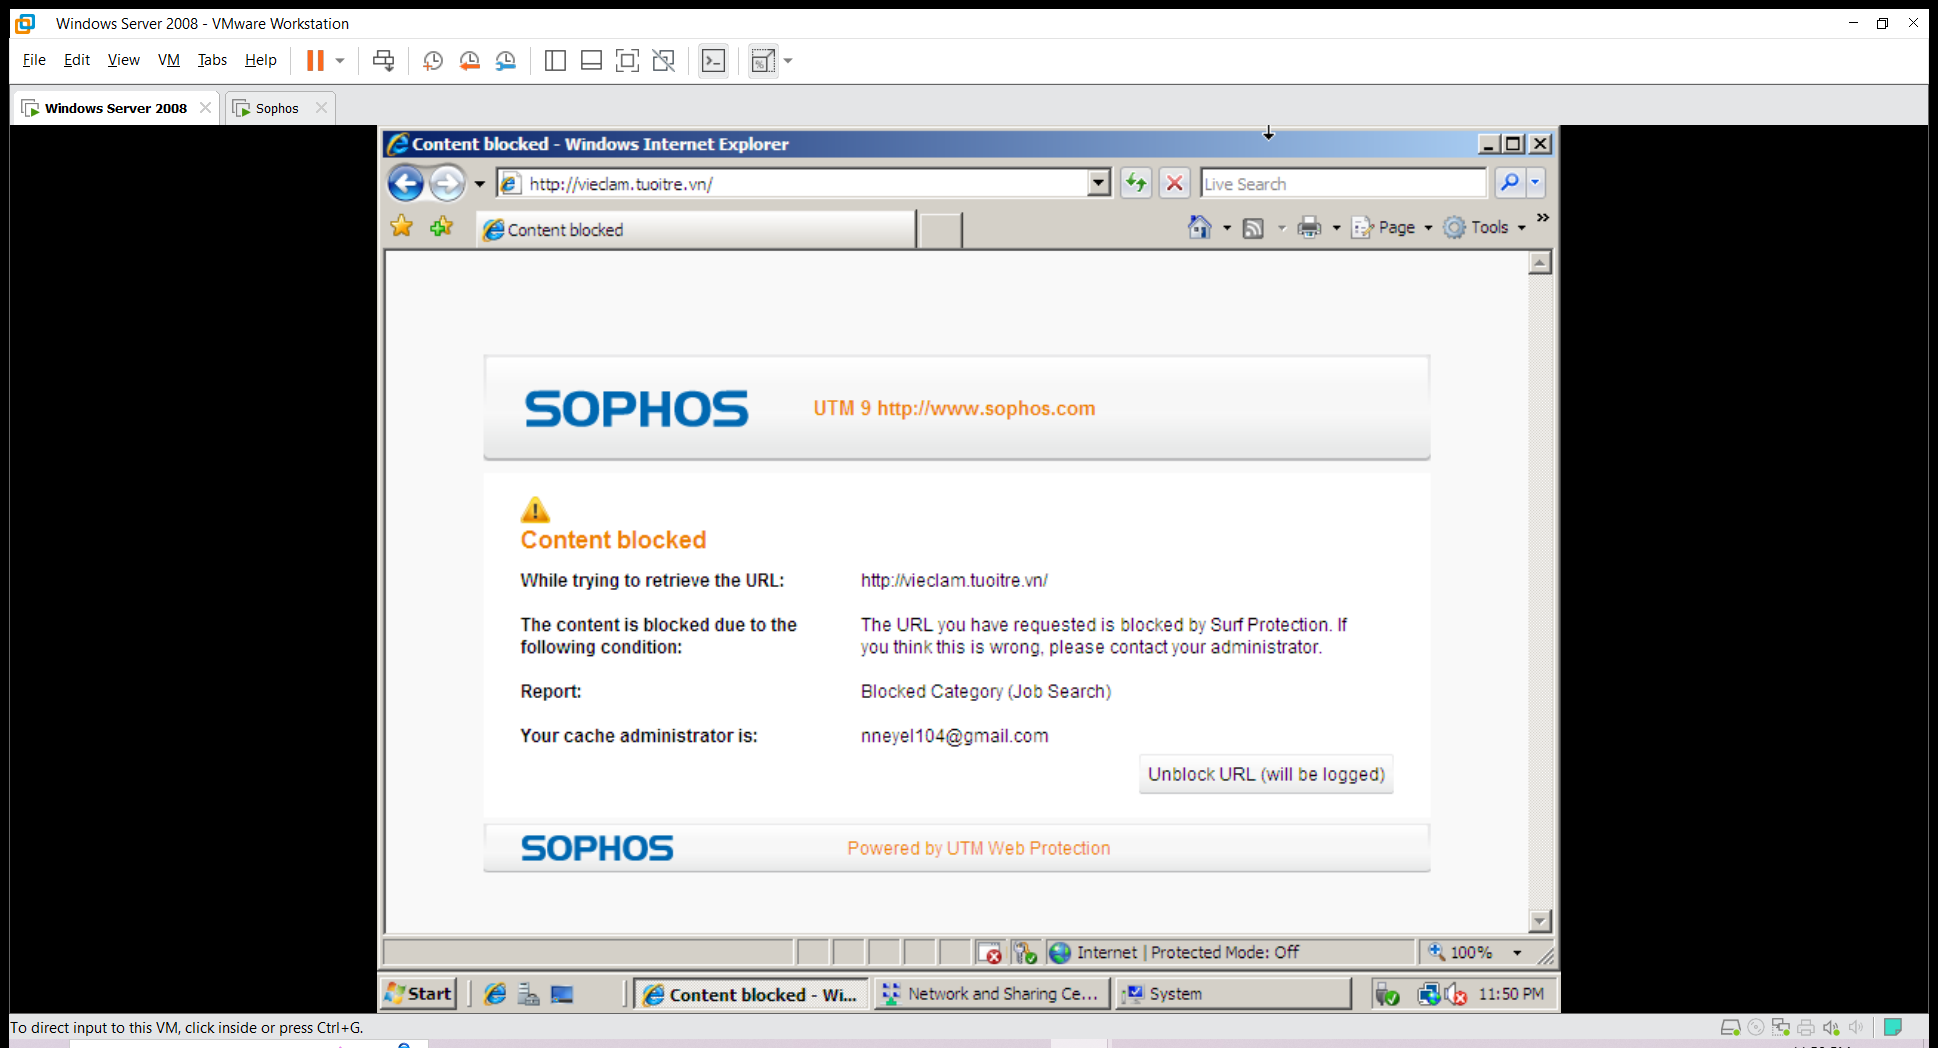 Windows Server 2008 - VMware Workstation
File Edit View VM Tabs Help
Windows Server 2008 Sophos
Content blocked - Windows Internet Explorer
http://vieclam.tuoitre.vn/ Live Search
Content blocked Page Tools »
SOPHOS UTM 9 http://www.sophos.com
Content blocked
While trying to retrieve the URL: http://vieclam.tuoitre.vn/
The content is blocked due to the The URL you have requested is blocked by Surf Protection. If
following condition: you think this is wrong, please contact your administrator.
Report: Blocked Category (Job Search)
Your cache administrator is: nneyel104@gmail.com
Unblock URL (will be logged)
SOPHOS Powered by UTM Web Protection
Internet | Protected Mode: Off 100%
Start Content blocked - Wi... Network and Sharing Ce... System 11:50 PM
To direct input to this VM, click inside or press Ctrl+G.